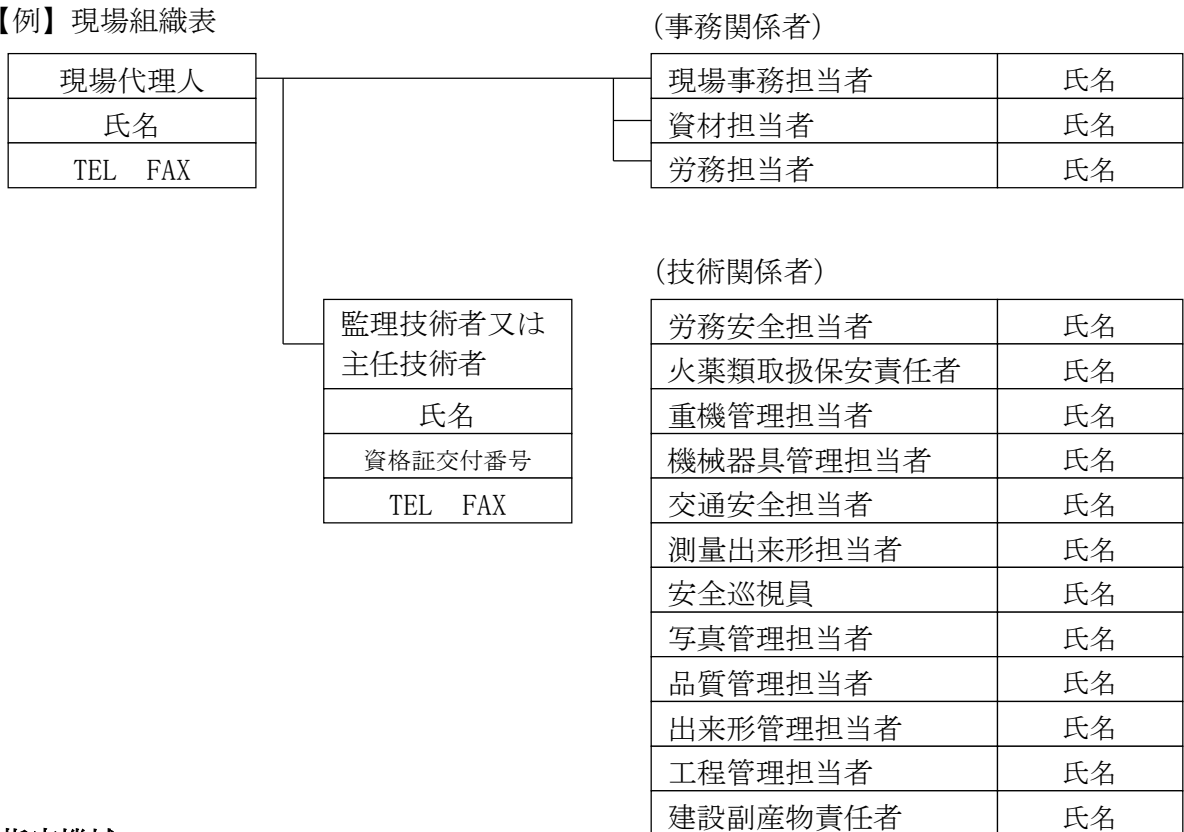 【例】現場組織表
(事務関係者)
現場代理人
氏名
TEL FAX
現場事務担当者 氏名
資材担当者 氏名
労務担当者 氏名
(技術関係者)
監理技術者又は
主任技術者
氏名
資格証交付番号
TEL FAX
労務安全担当者 氏名
火薬類取扱保安責任者 氏名
重機管理担当者 氏名
機械器具管理担当者 氏名
交通安全担当者 氏名
測量出来形担当者 氏名
安全巡視員 氏名
写真管理担当者 氏名
品質管理担当者 氏名
出来形管理担当者 氏名
工程管理担当者 氏名
建設副産物責任者 氏名